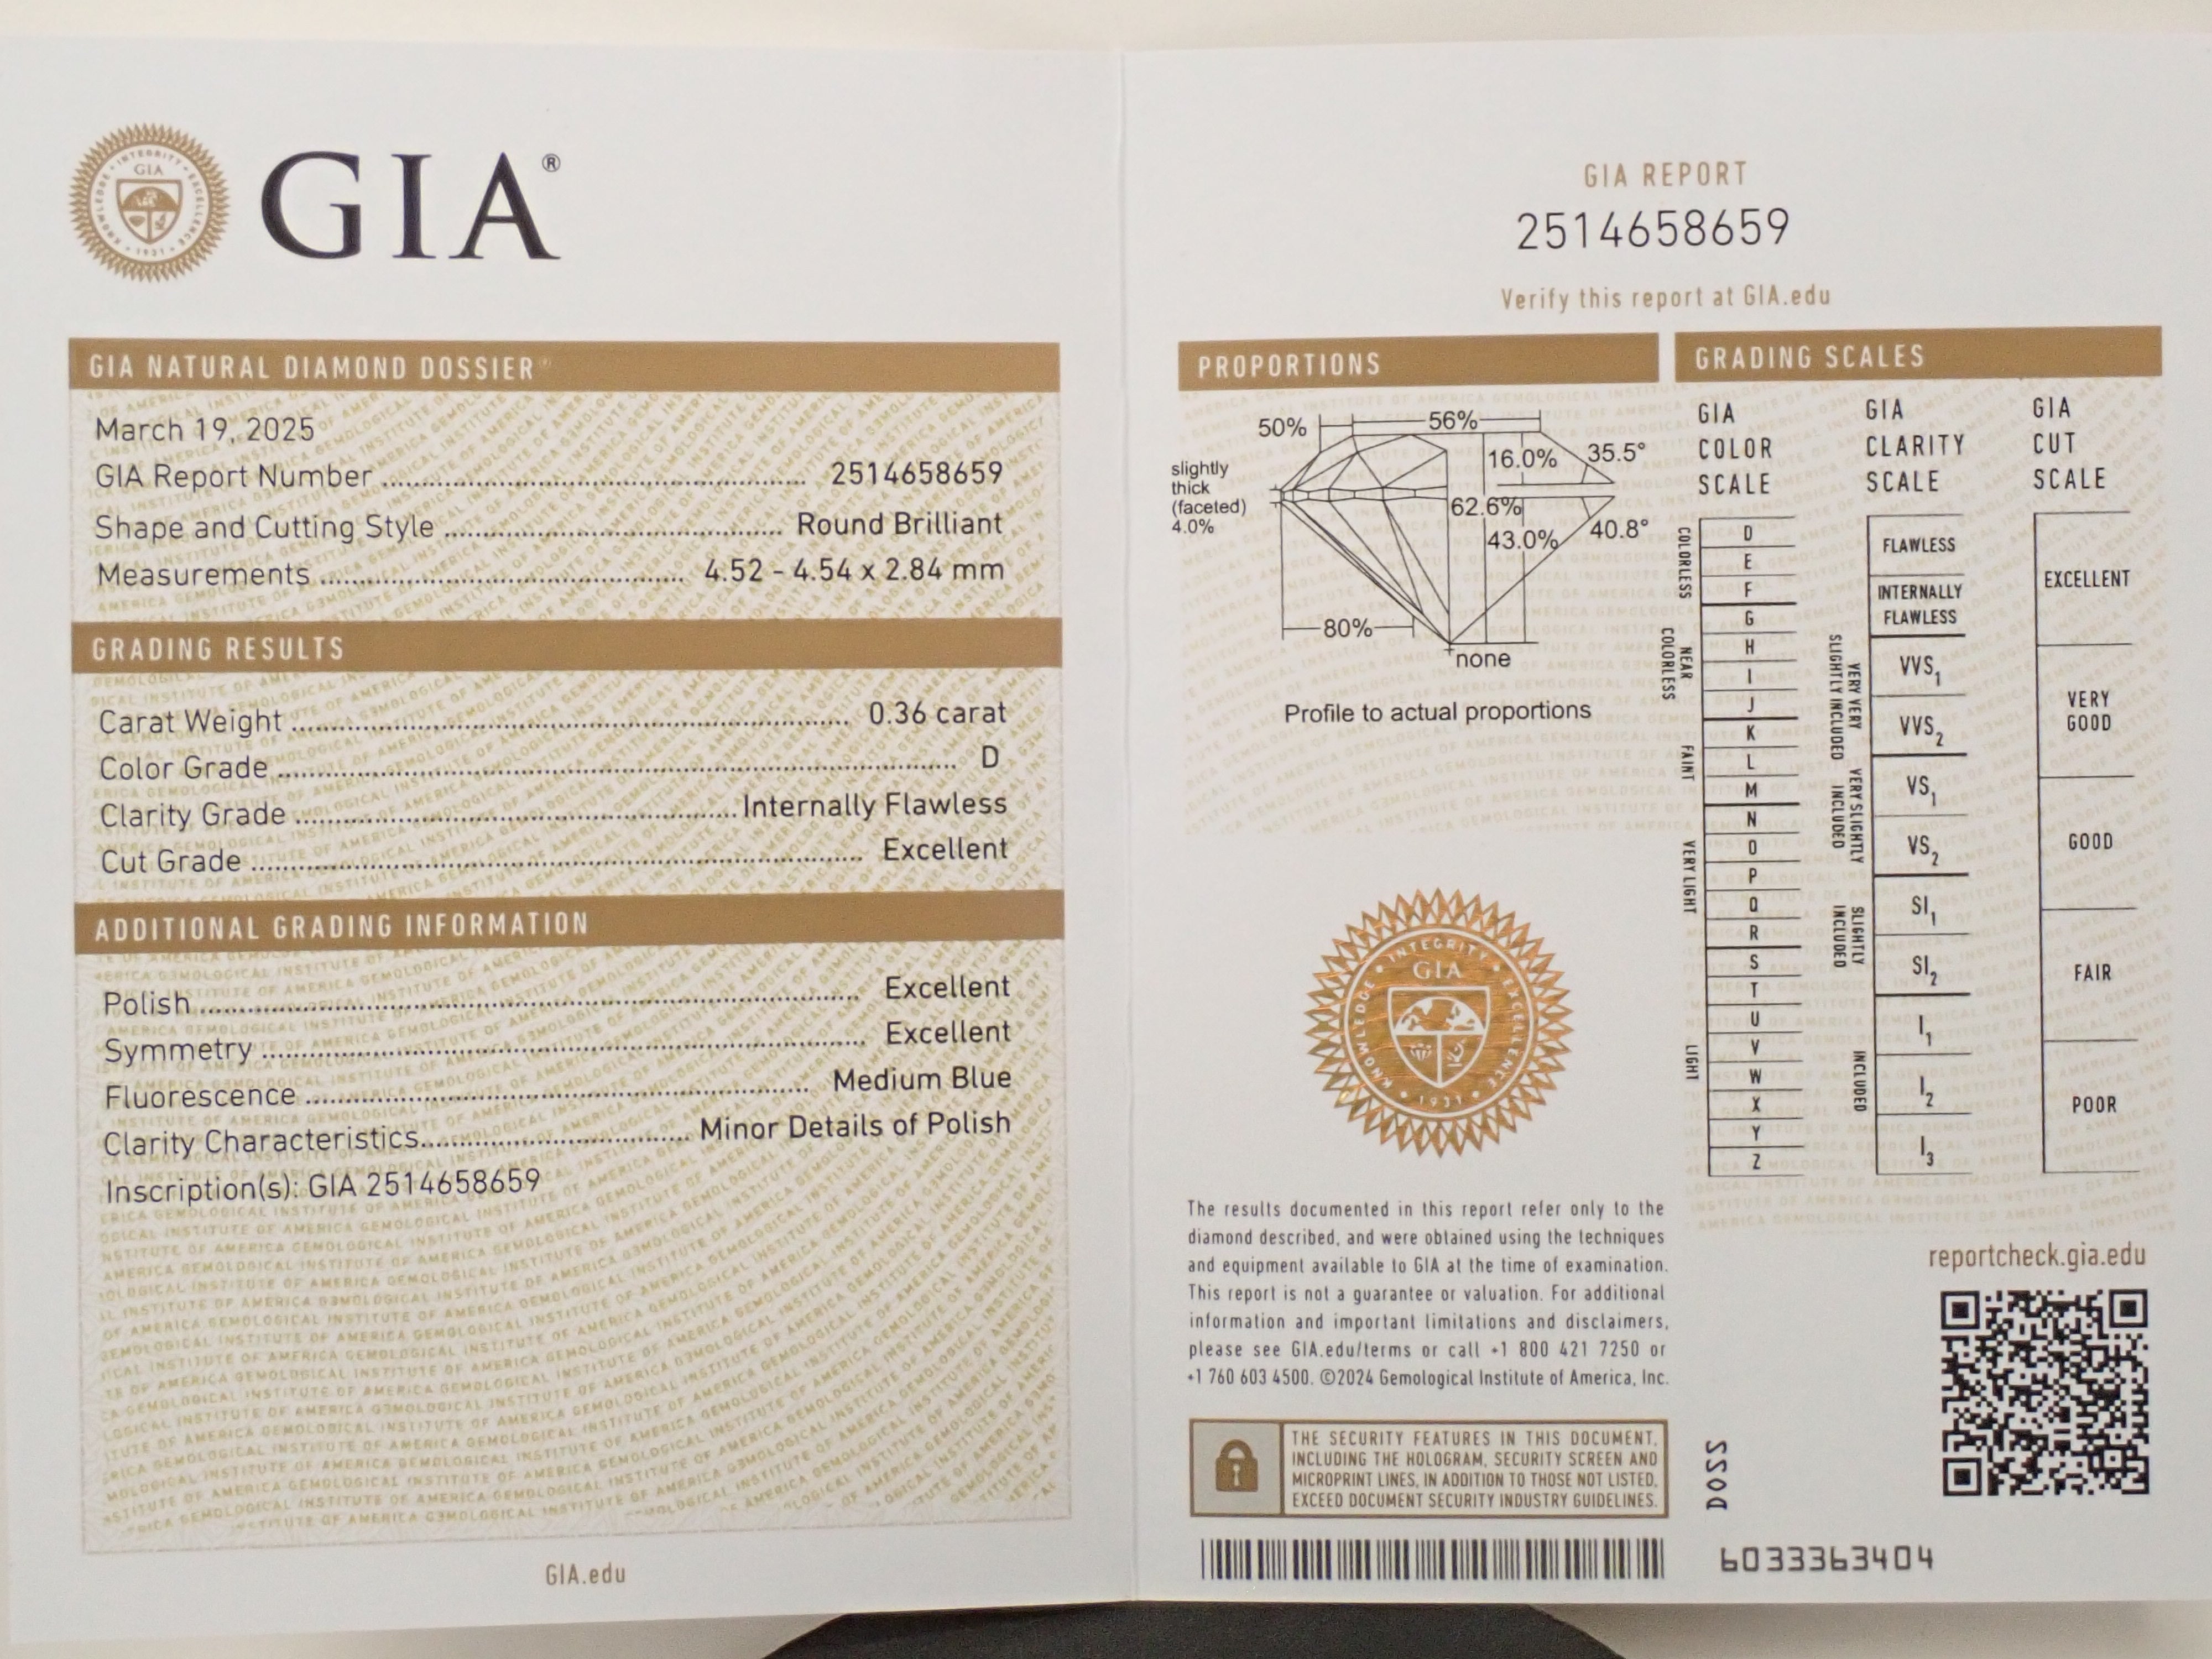 GIA®
INTEGRITY
EXCELLENCE
KNOWLEDGE
GIA
1931
GIA NATURAL DIAMOND DOSSIER®
March 19, 2025
GIA Report Number 2514658659
Shape and Cutting Style Round Brilliant
Measurements 4.52 - 4.54 x 2.84 mm
GRADING RESULTS
Carat Weight 0.36 carat
Color Grade D
Clarity Grade Internally Flawless
Cut Grade Excellent
ADDITIONAL GRADING INFORMATION
Polish Excellent
Symmetry Excellent
Fluorescence Medium Blue
Clarity Characteristics Minor Details of Polish
Inscription(s): GIA 2514658659
GIA.edu
GIA REPORT
2514658659
Verify this report at GIA.edu
PROPORTIONS
50%
56%
slightly
thick
(faceted)
4.0%
16.0%
35.5°
62.6%
43.0%
40.8°
80%
none
Profile to actual proportions
INTEGRITY
EXCELLENCE
KNOWLEDGE
GIA
1931
The results documented in this report refer only to the
diamond described, and were obtained using the techniques
and equipment available to GIA at the time of examination.
This report is not a guarantee or valuation. For additional
information and important limitations and disclaimers,
please see GIA.edu/terms or call +1 800 421 7250 or
+1 760 603 4500. ©2024 Gemological Institute of America, Inc.
THE SECURITY FEATURES IN THIS DOCUMENT,
INCLUDING THE HOLOGRAM, SECURITY SCREEN AND
MICROPRINT LINES, IN ADDITION TO THOSE NOT LISTED,
EXCEED DOCUMENT SECURITY INDUSTRY GUIDELINES.
GRADING SCALES
GIA
COLOR
SCALE
COLORLESS
D
E
F
NEAR
COLORLESS
G
H
I
J
FAINT
K
L
M
VERY LIGHT
N
O
P
Q
R
LIGHT
S
T
U
V
W
X
Y
Z
GIA
CLARITY
SCALE
FLAWLESS
INTERNALLY
FLAWLESS
VERY VERY
SLIGHTLY INCLUDED
VVS1
VVS2
VERY SLIGHTLY
INCLUDED
VS1
VS2
SLIGHTLY
INCLUDED
SI1
SI2
INCLUDED
I1
I2
I3
GIA
CUT
SCALE
EXCELLENT
VERY
GOOD
GOOD
FAIR
POOR
reportcheck.gia.edu
6033363404